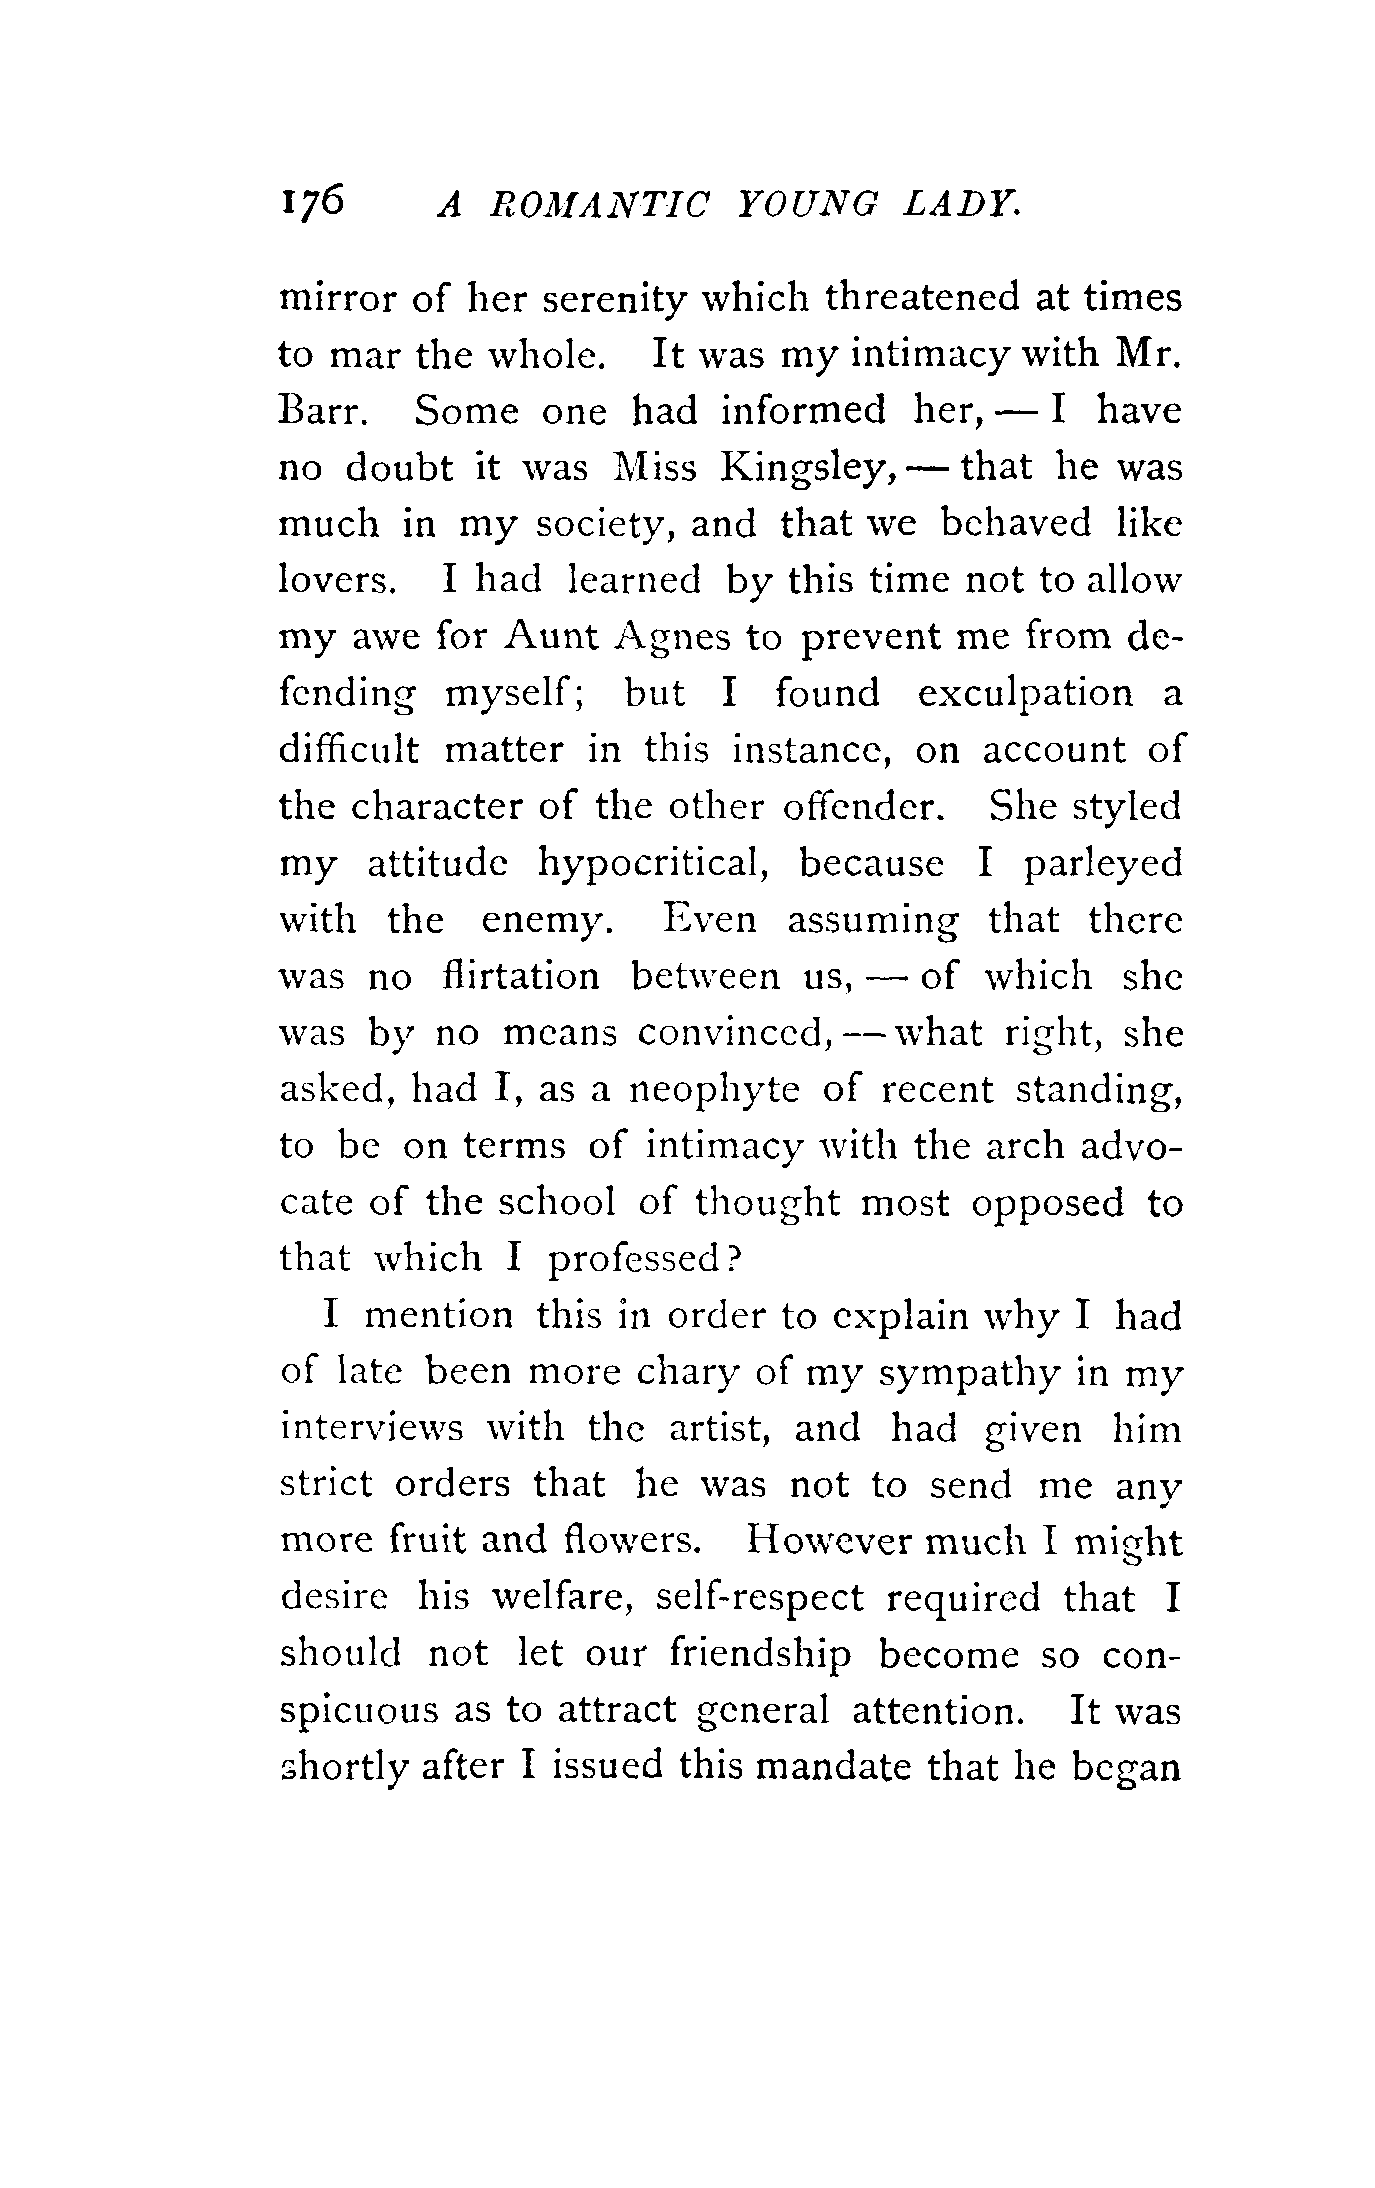 176 A ROMANTIC YOUNG LADY.
mirror of her serenity which threatened at times
to mar the whole. It was my intimacy with Mr.
Barr. Some one had informed her, — I have
no doubt it was Miss Kingsley, — that he was
much in my society, and that we behaved like
lovers. I had learned by this time not to allow
my awe for Aunt Agnes to prevent me from de-
fending myself; but I found exculpation a
difficult matter in this instance, on account of
the character of the other offender. She styled
my attitude hypocritical, because I parleyed
with the enemy. Even assuming that there
was no flirtation between us, — of which she
was by no means convinced, — what right, she
asked, had I, as a neophyte of recent standing,
to be on terms of intimacy with the arch advo-
cate of the school of thought most opposed to
that which I professed?
I mention this in order to explain why I had
of late been more chary of my sympathy in my
interviews with the artist, and had given him
strict orders that he was not to send me any
more fruit and flowers. However much I might
desire his welfare, self-respect required that I
should not let our friendship become so con-
spicuous as to attract general attention. It was
shortly after I issued this mandate that he began